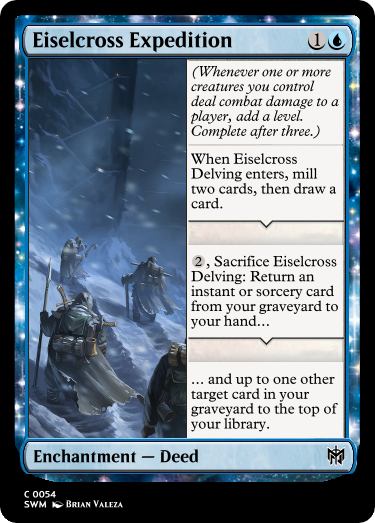 Eiselcross Expedition 1
(Whenever one or more
creatures you control
deal combat damage to a
player, add a level.
Complete after three.)
When Eiselcross
Delving enters, mill
two cards, then draw a
card.
2, Sacrifice Eiselcross
Delving: Return an
instant or sorcery card
from your graveyard to
your hand...
... and up to one other
target card in your
graveyard to the top of
your library.
Enchantment — Deed
C 0054
SWM Brian Valeza